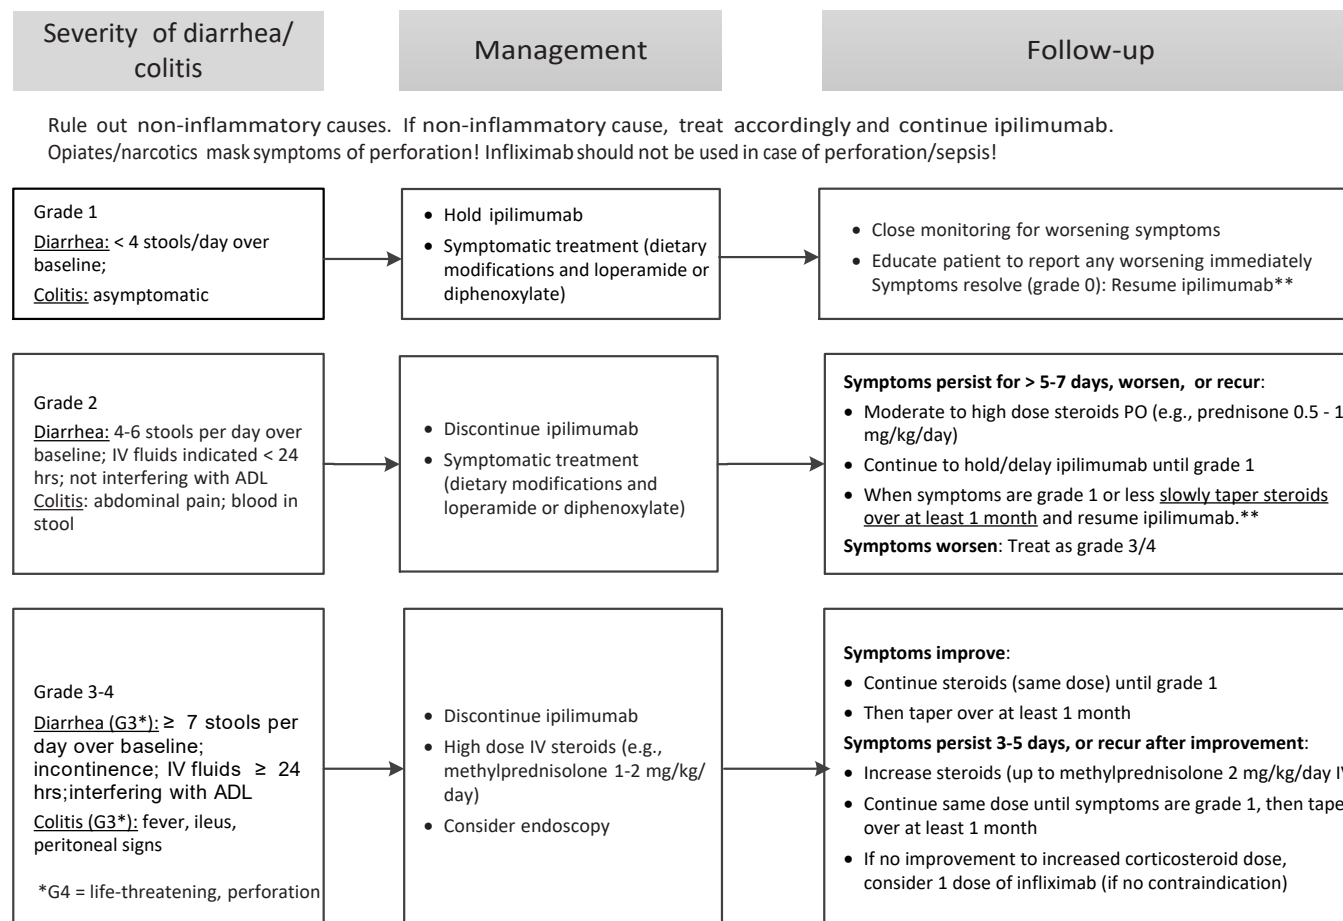 Severity of diarrhea/
colitis
Management
Follow-up
Rule out non-inflammatory causes. If non-inflammatory cause, treat accordingly and continue ipilimumab.
Opiates/narcotics mask symptoms of perforation! Infliximab should not be used in case of perforation/sepsis!
Grade 1
Diarrhea: < 4 stools/day over
baseline;
Colitis: asymptomatic
• Hold ipilimumab
• Symptomatic treatment (dietary
modifications and loperamide or
diphenoxylate)
• Close monitoring for worsening symptoms
• Educate patient to report any worsening immediately
Symptoms resolve (grade 0): Resume ipilimumab**
Grade 2
Diarrhea: 4-6 stools per day over
baseline; IV fluids indicated < 24
hrs; not interfering with ADL
Colitis: abdominal pain; blood in
stool
• Discontinue ipilimumab
• Symptomatic treatment
(dietary modifications and
loperamide or diphenoxylate)
Symptoms persist for > 5-7 days, worsen, or recur:
• Moderate to high dose steroids PO (e.g., prednisone 0.5 - 1
mg/kg/day)
• Continue to hold/delay ipilimumab until grade 1
• When symptoms are grade 1 or less slowly taper steroids
over at least 1 month and resume ipilimumab.**
Symptoms worsen: Treat as grade 3/4
Grade 3-4
Diarrhea (G3*): ≥ 7 stools per
day over baseline;
incontinence; IV fluids ≥ 24
hrs;interfering with ADL
Colitis (G3*): fever, ileus,
peritoneal signs
*G4 = life-threatening, perforation
• Discontinue ipilimumab
• High dose IV steroids (e.g.,
methylprednisolone 1-2 mg/kg/
day)
• Consider endoscopy
Symptoms improve:
• Continue steroids (same dose) until grade 1
• Then taper over at least 1 month
Symptoms persist 3-5 days, or recur after improvement:
• Increase steroids (up to methylprednisolone 2 mg/kg/day
• Continue same dose until symptoms are grade 1, then
over at least 1 month
• If no improvement to increased corticosteroid dose,
consider 1 dose of infliximab (if no contraindication)